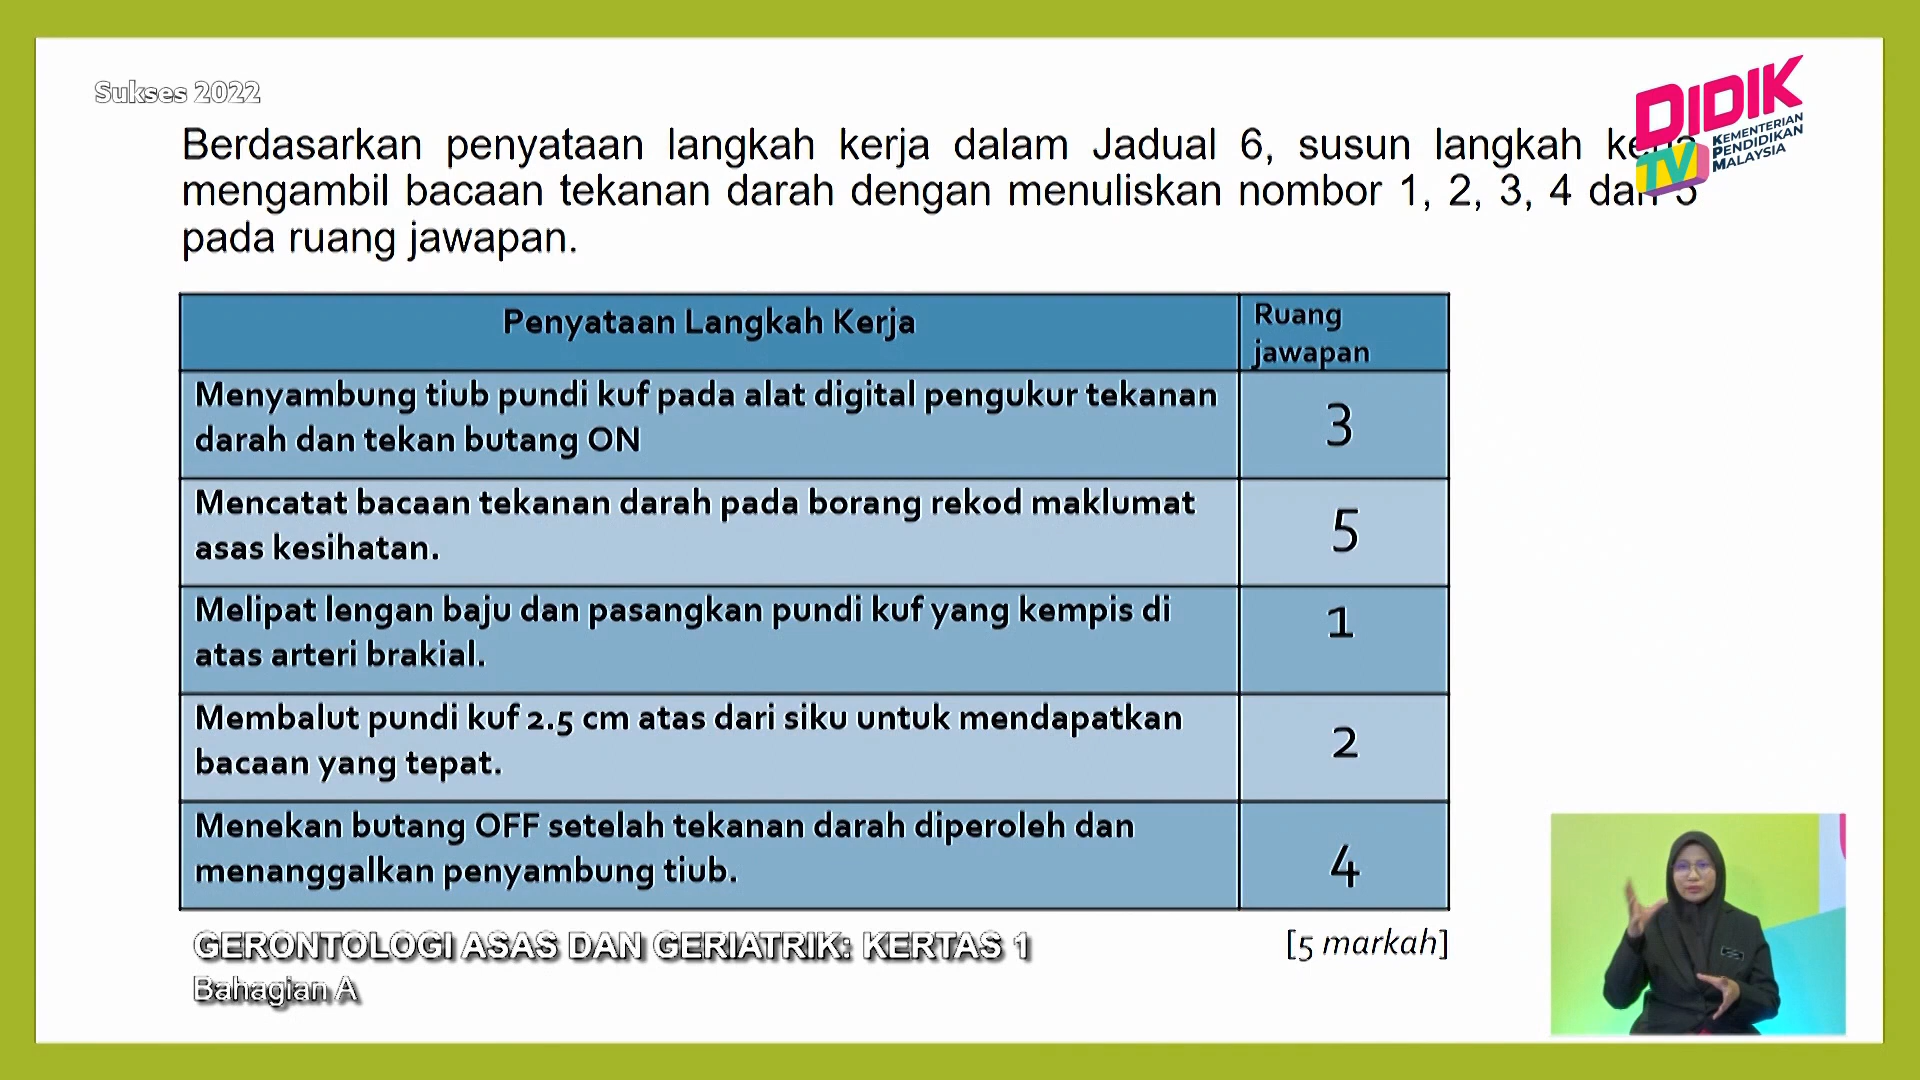 Sukses 2022
DIDIK
TV
KEMENTERIAN
PENDIDIKAN
MALAYSIA
Berdasarkan penyataan langkah kerja dalam Jadual 6, susun langkah
mengambil bacaan tekanan darah dengan menuliskan nombor 1, 2, 3, 4 dan 5
pada ruang jawapan.
Penyataan Langkah Kerja
Ruang
jawapan
Menyambung tiub pundi kuf pada alat digital pengukur tekanan
darah dan tekan butang ON
3
Mencatat bacaan tekanan darah pada borang rekod maklumat
asas kesihatan.
5
Melipat lengan baju dan pasangkan pundi kuf yang kempis di
atas arteri brakial.
1
Membalut pundi kuf 2.5 cm atas dari siku untuk mendapatkan
bacaan yang tepat.
2
Menekan butang OFF setelah tekanan darah diperoleh dan
menanggalkan penyambung tiub.
4
GERONTOLOGI ASAS DAN GERIATRIK: KERTAS 1
[5 markah]
Bahagian A